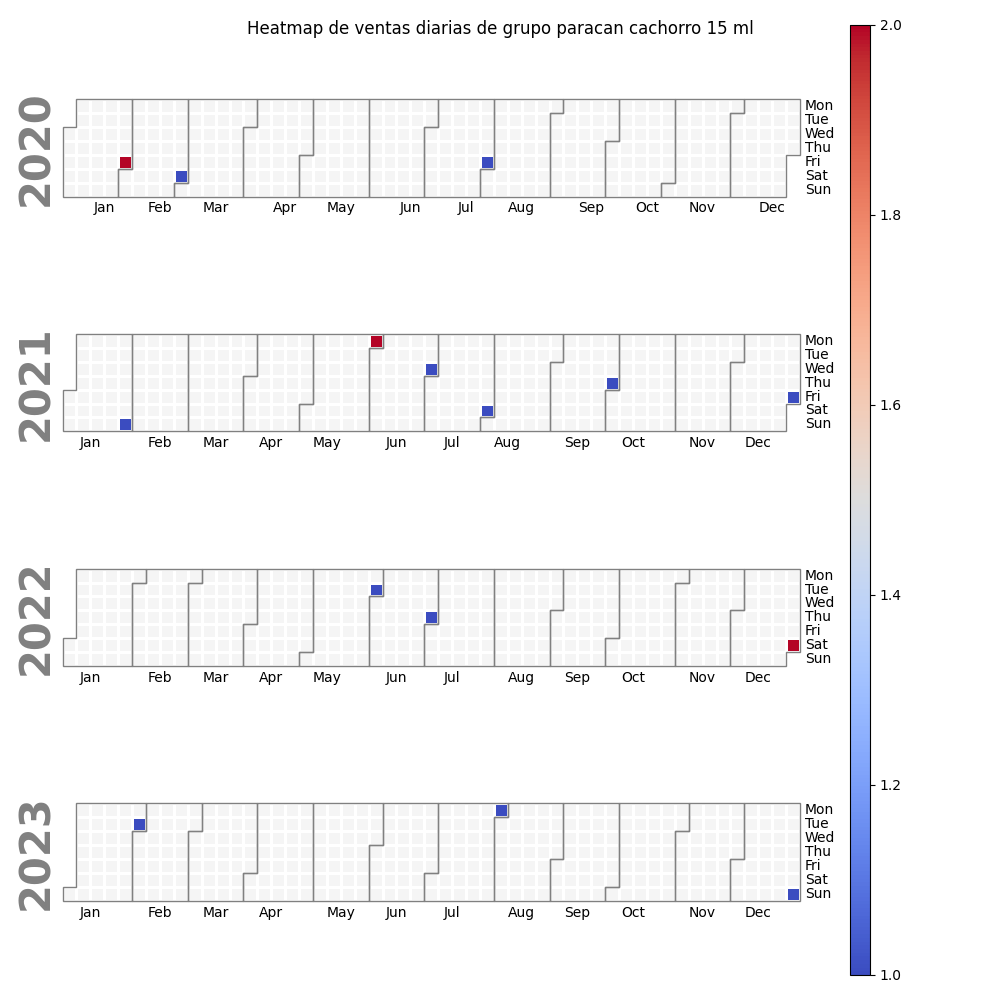 Heatmap de ventas diarias de grupo paracan cachorro 15 ml
2020
Mon
Tue
Wed
Thu
Fri
Sat
Sun
Jan Feb Mar Apr May Jun Jul Aug Sep Oct Nov Dec
2021
Mon
Tue
Wed
Thu
Fri
Sat
Sun
Jan Feb Mar Apr May Jun Jul Aug Sep Oct Nov Dec
2022
Mon
Tue
Wed
Thu
Fri
Sat
Sun
Jan Feb Mar Apr May Jun Jul Aug Sep Oct Nov Dec
2023
Mon
Tue
Wed
Thu
Fri
Sat
Sun
Jan Feb Mar Apr May Jun Jul Aug Sep Oct Nov Dec
2.0
1.8
1.6
1.4
1.2
1.0